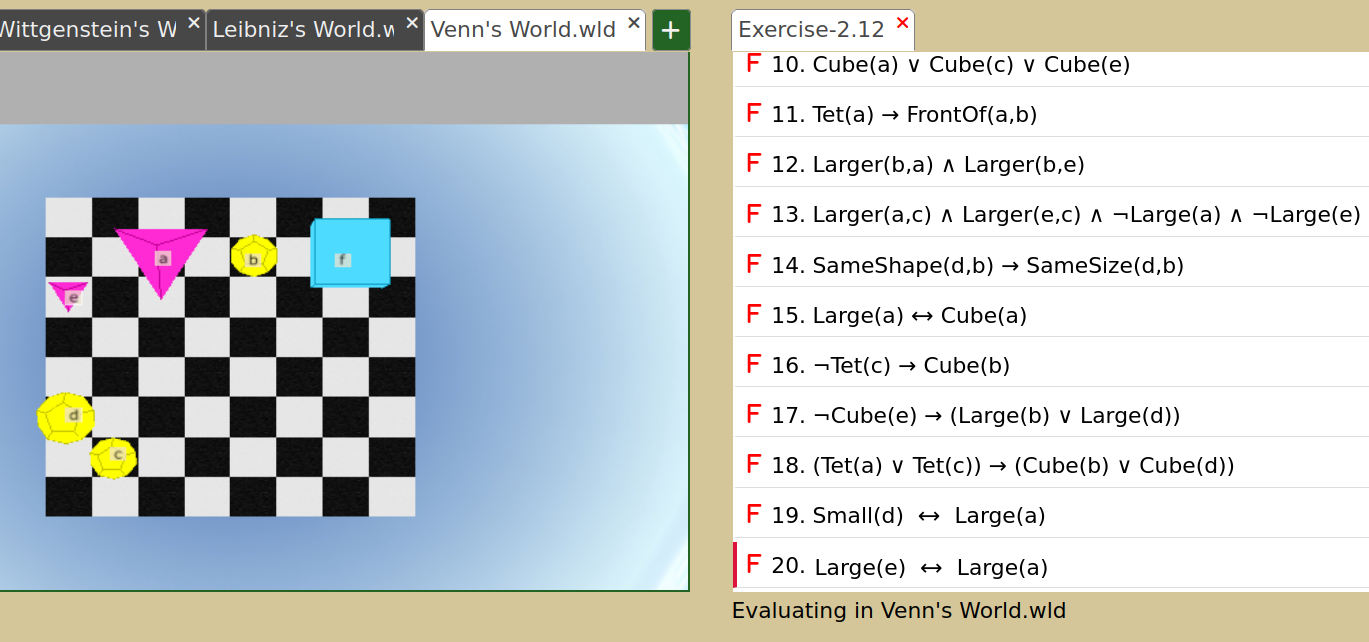 Wittgenstein's W × Leibniz's World.w × Venn's World.wld × +
Exercise-2.12 ×
F 10. Cube(a) ∨ Cube(c) ∨ Cube(e)
F 11. Tet(a) → FrontOf(a,b)
F 12. Larger(b,a) ∧ Larger(b,e)
F 13. Larger(a,c) ∧ Larger(e,c) ∧ ¬Large(a) ∧ ¬Large(e)
F 14. SameShape(d,b) → SameSize(d,b)
F 15. Large(a) ↔ Cube(a)
F 16. ¬Tet(c) → Cube(b)
F 17. ¬Cube(e) → (Large(b) ∨ Large(d))
F 18. (Tet(a) ∨ Tet(c)) → (Cube(b) ∨ Cube(d))
F 19. Small(d) ↔ Large(a)
F 20. Large(e) ↔ Large(a)
Evaluating in Venn's World.wld
a
b
f
e
d
c